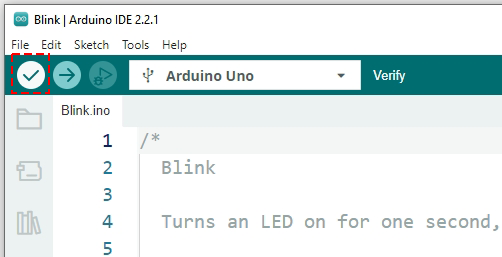 Blink | Arduino IDE 2.2.1
File Edit Sketch Tools Help
Arduino Uno Verify
Blink.ino
1 /*
2 Blink
3
4 Turns an LED on for one second,
5